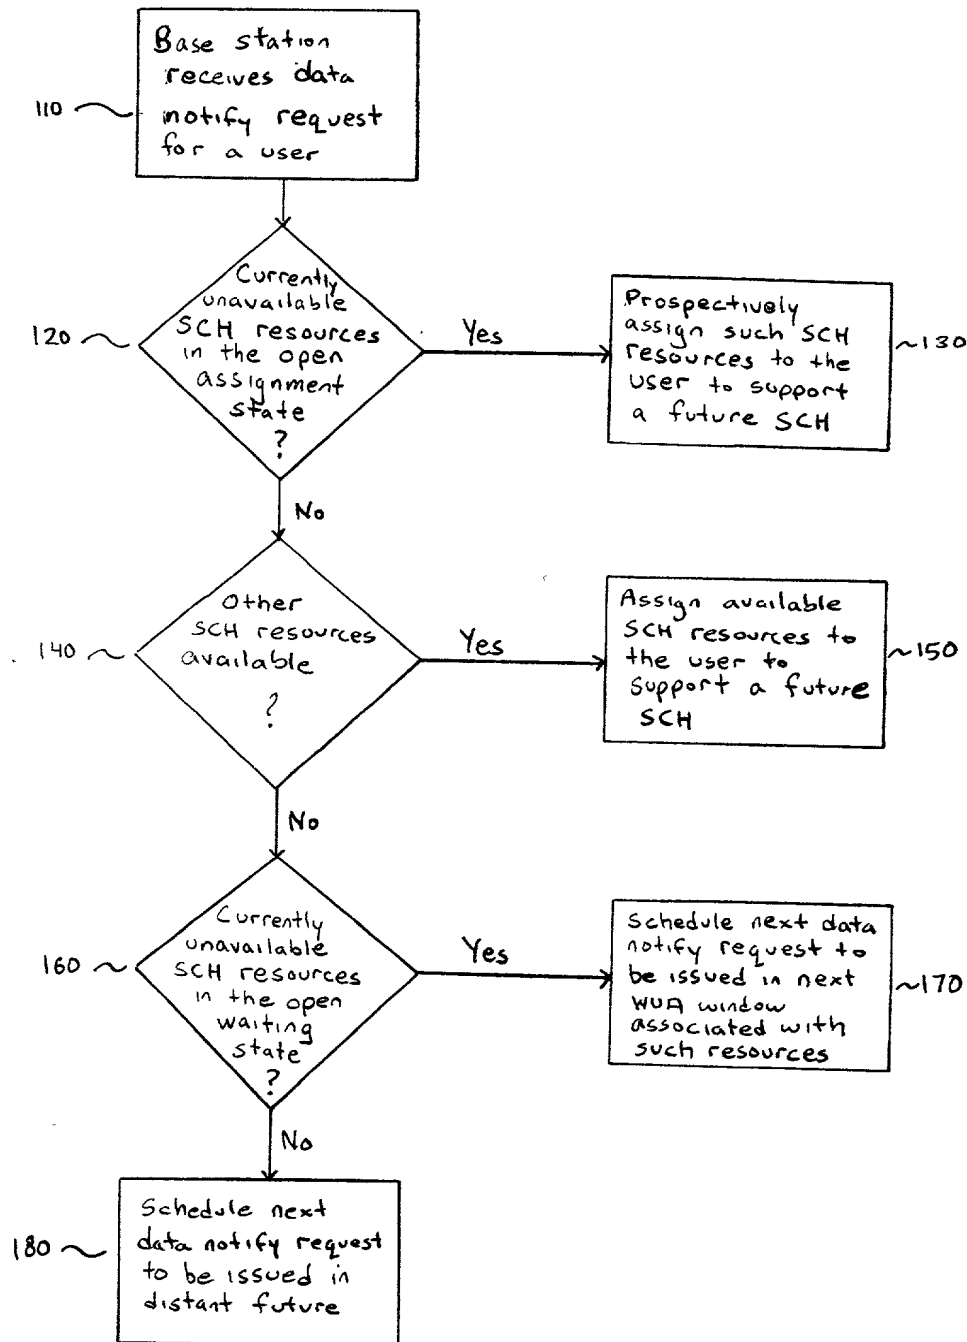 Base station
receives data
notify request
for a user
110
Currently
unavailable
SCH resources
in the open
assignment
state
?
120
Yes
Prospectively
assign such SCH
resources to the
user to support
a future SCH
130
No
Other
SCH resources
available
?
140
Yes
Assign available
SCH resources to
the user to
support a future
SCH
150
No
Currently
unavailable
SCH resources
in the open
waiting
state
?
160
Yes
Schedule next data
notify request to
be issued in next
WUA window
associated with
such resources
170
No
Schedule next
data notify request
to be issued in
distant future
180